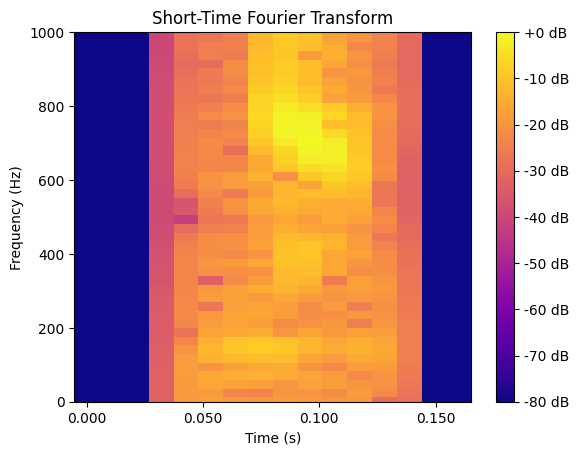 Short-Time Fourier Transform
1000
800
600
400
200
0
Frequency (Hz)
0.000
0.050
0.100
0.150
Time (s)
+0 dB
-10 dB
-20 dB
-30 dB
-40 dB
-50 dB
-60 dB
-70 dB
-80 dB